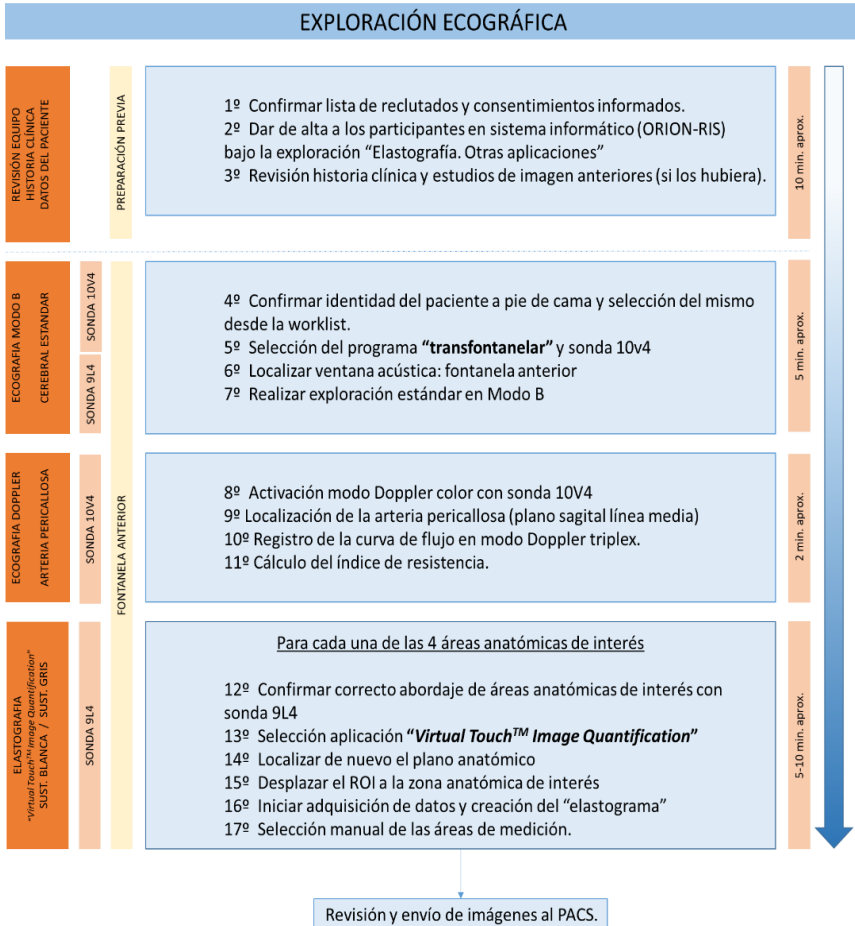 EXPLORACIÓN ECOGRÁFICA
REVISIÓN EQUIPO
HISTORIA CLÍNICA
DATOS DEL PACIENTE
PREPARACIÓN PREVIA
1º Confirmar lista de reclutados y consentimientos informados.
2º Dar de alta a los participantes en sistema informático (ORION-RIS)
bajo la exploración “Elastografía. Otras aplicaciones”
3º Revisión historia clínica y estudios de imagen anteriores (si los hubiera).
10 min. aprox.
ECOGRAFIA MODO B
CEREBRAL ESTANDAR
SONDA 10V4
SONDA 9L4
FONTANELA ANTERIOR
4º Confirmar identidad del paciente a pie de cama y selección del mismo
desde la worklist.
5º Selección del programa “transfontanelar” y sonda 10v4
6º Localizar ventana acústica: fontanela anterior
7º Realizar exploración estándar en Modo B
5 min. aprox.
ECOGRAFIA DOPPLER
ARTERIA PERICALLOSA
SONDA 10V4
8º Activación modo Doppler color con sonda 10V4
9º Localización de la arteria pericallosa (plano sagital línea media)
10º Registro de la curva de flujo en modo Doppler triplex.
11º Cálculo del índice de resistencia.
2 min. aprox.
ELASTOGRAFIA
“Virtual Touch™ Image Quantification”
SUST. BLANCA / SUST. GRIS
SONDA 9L4
Para cada una de las 4 áreas anatómicas de interés
12º Confirmar correcto abordaje de áreas anatómicas de interés con
sonda 9L4
13º Selección aplicación “Virtual Touch™ Image Quantification”
14º Localizar de nuevo el plano anatómico
15º Desplazar el ROI a la zona anatómica de interés
16º Iniciar adquisición de datos y creación del “elastograma”
17º Selección manual de las áreas de medición.
5-10 min. aprox.
Revisión y envío de imágenes al PACS.